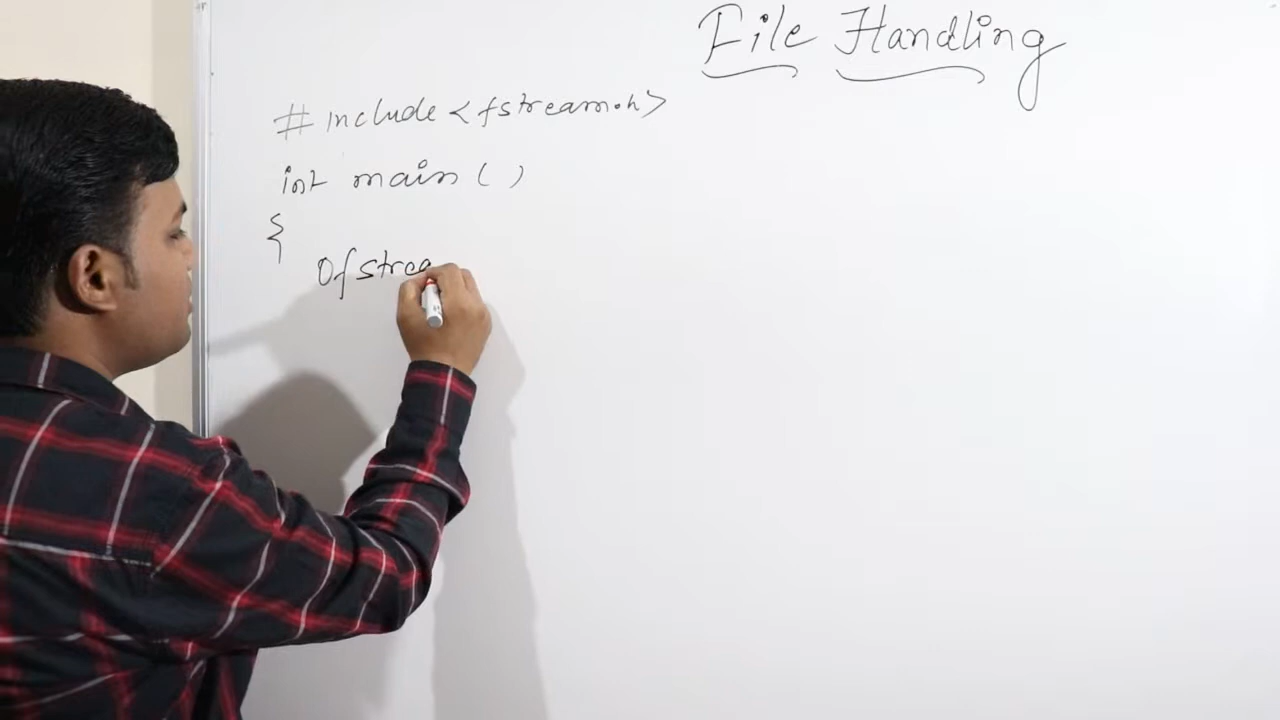 File Handling
# include <fstream.h>
int main ( )
{
Ofstrea